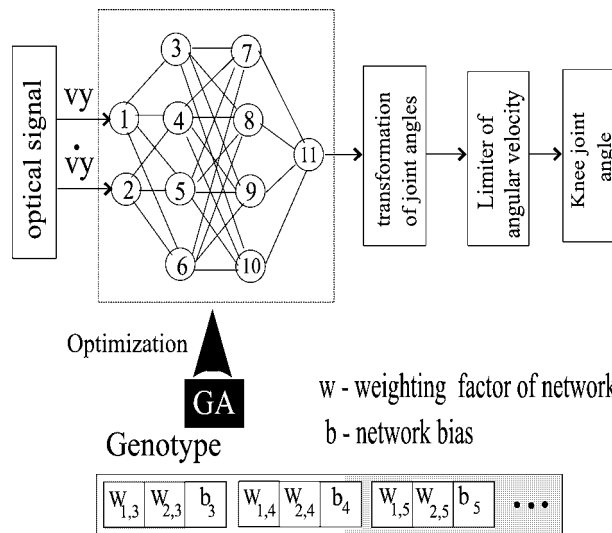 optical signal
vy
v̇y
1
2
3
4
5
6
7
8
9
10
11
transformation
of joint angles
Limiter of
angular velocity
Knee joint
angle
Optimization
GA
w - weighting factor of network
b - network bias
Genotype
W1,3 W2,3 b3 W1,4 W2,4 b4 W1,5 W2,5 b5 •••